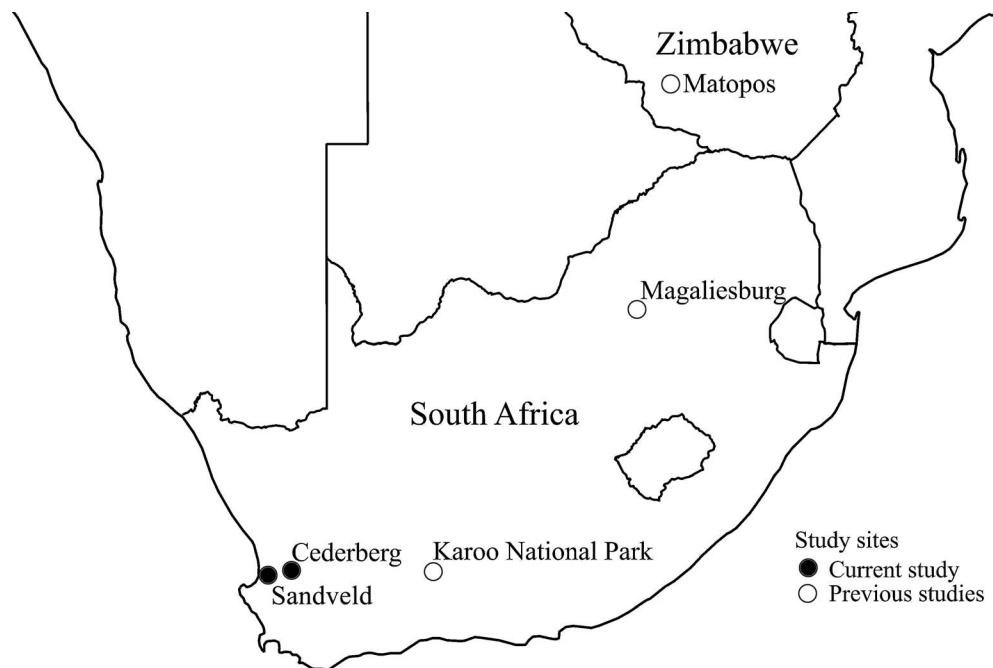 Zimbabwe
Matopos
Magaliesburg
South Africa
Cederberg
Karoo National Park
Sandveld
Study sites
Current study
Previous studies